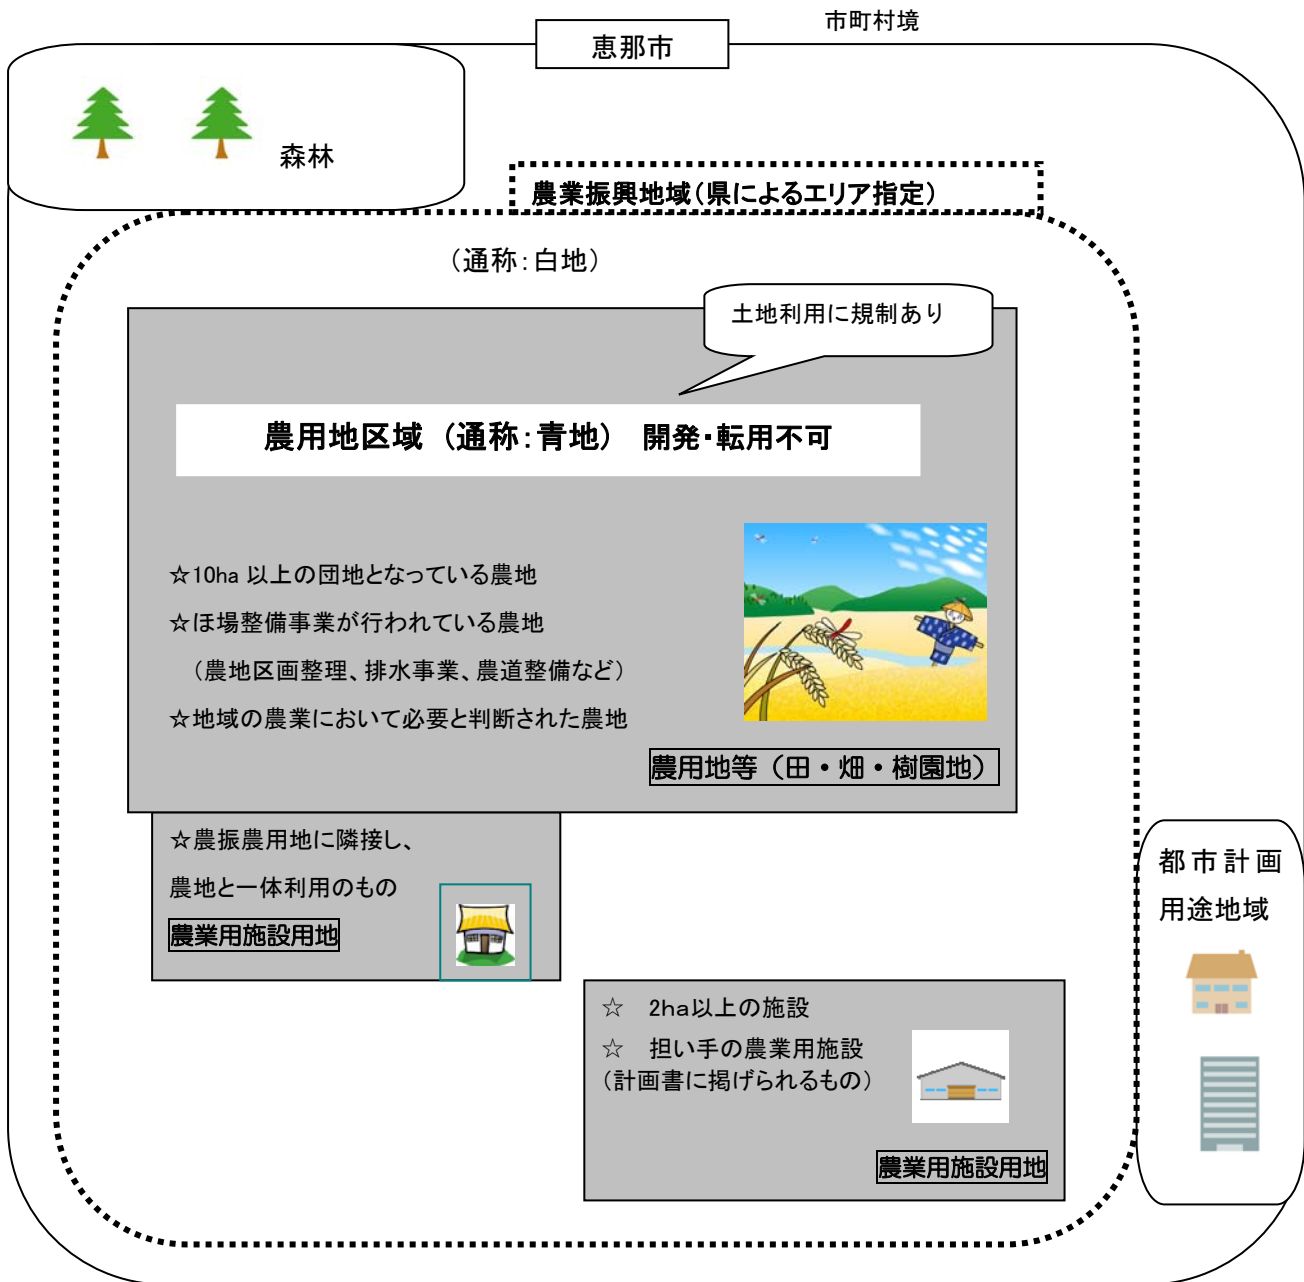 市町村境
恵那市
森林
農業振興地域(県によるエリア指定)
(通称:白地)
土地利用に規制あり
農用地区域 (通称:青地) 開発・転用不可
☆10ha 以上の団地となっている農地
☆ほ場整備事業が行われている農地
(農地区画整理、排水事業、農道整備など)
☆地域の農業において必要と判断された農地
農用地等(田・畑・樹園地)
☆農振農用地に隣接し、
農地と一体利用のもの
農業用施設用地
☆ 2ha以上の施設
☆ 担い手の農業用施設
(計画書に掲げられるもの)
農業用施設用地
都市計画
用途地域